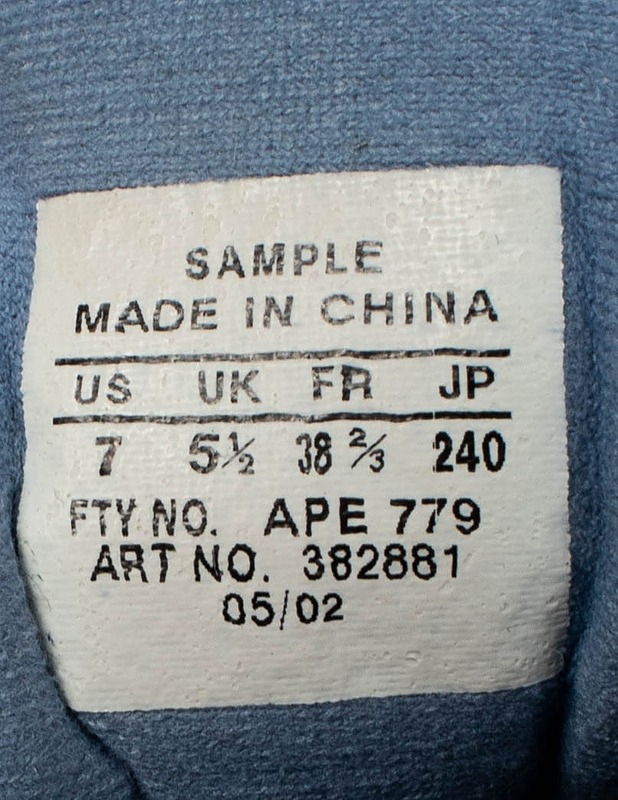 SAMPLE
MADE IN CHINA
US UK FR JP
7 5½ 38 ⅔ 240
FTY NO. APE 779
ART NO. 382881
05/02